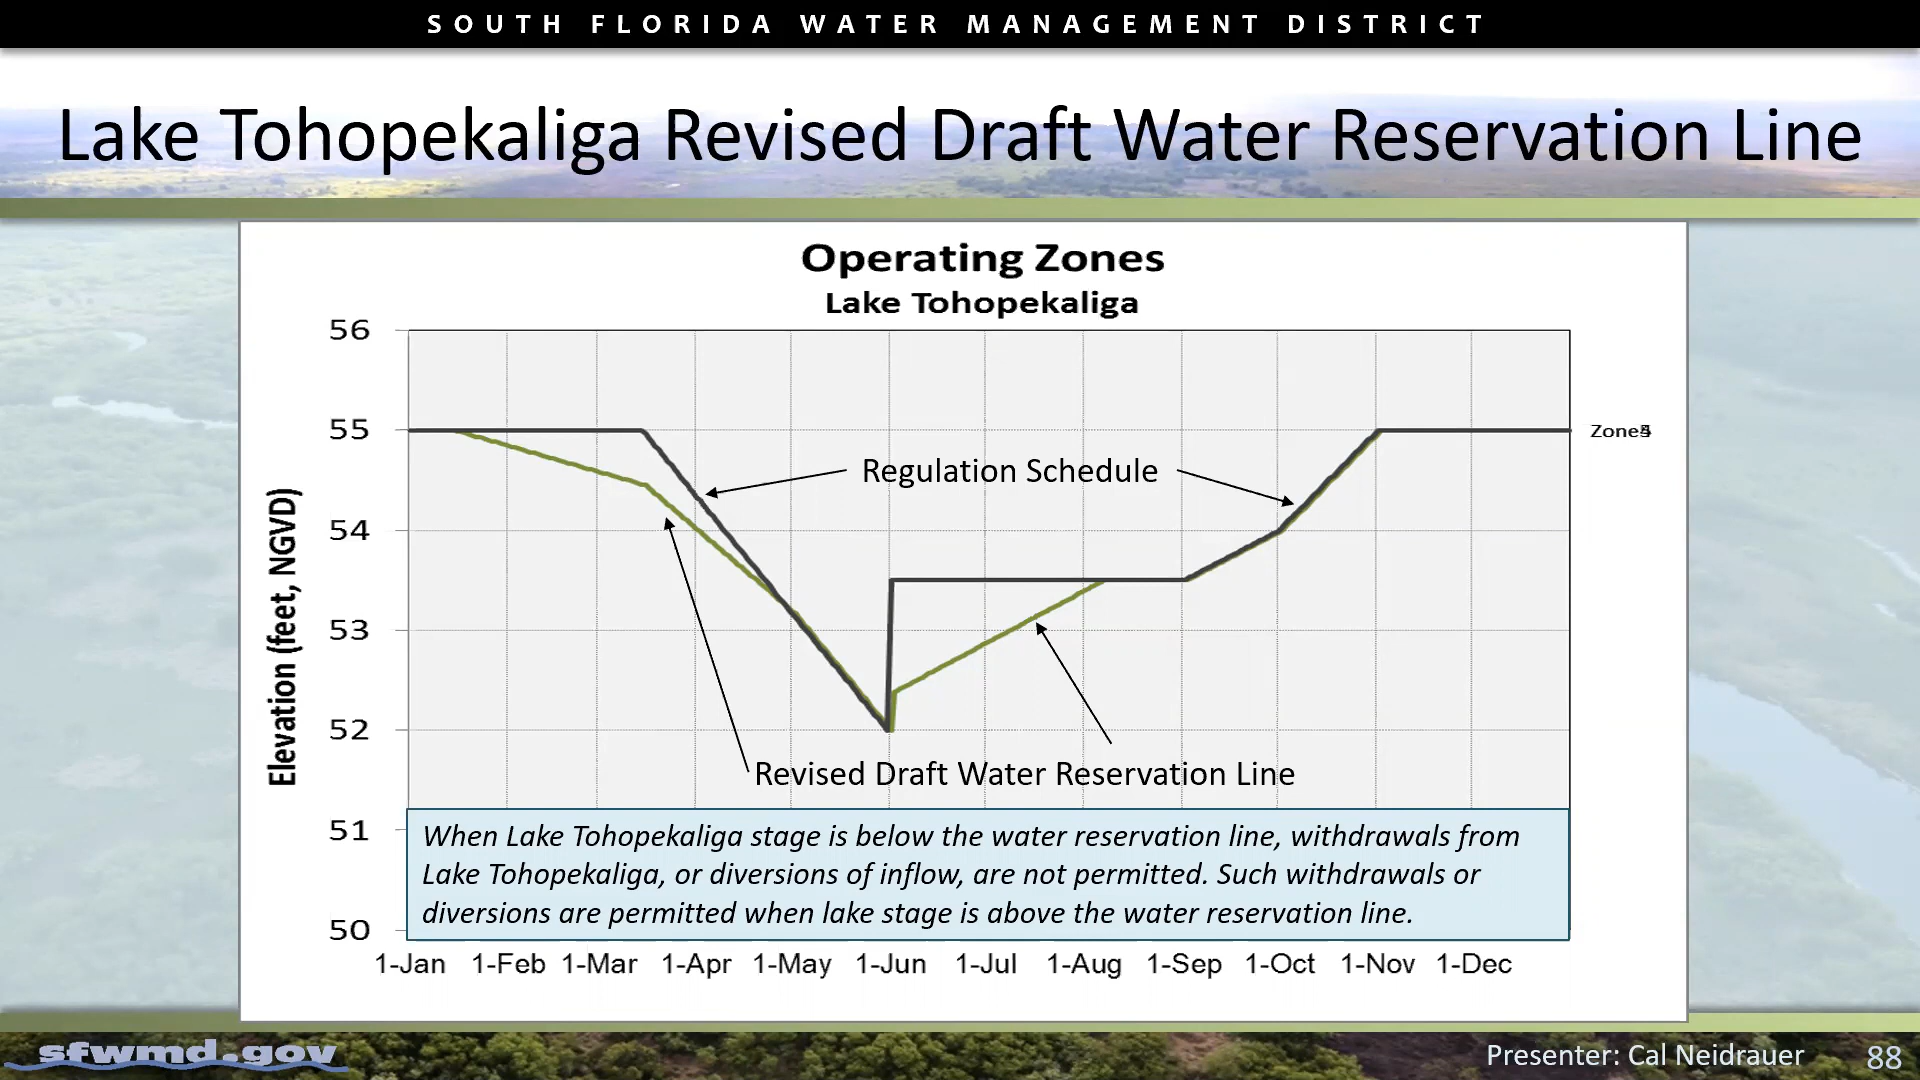 SOUTH FLORIDA WATER MANAGEMENT DISTRICT
Lake Tohopekaliga Revised Draft Water Reservation Line
Operating Zones
Lake Tohopekaliga
56
55
54
53
52
51
50
Elevation (feet, NGVD)
Regulation Schedule
Revised Draft Water Reservation Line
When Lake Tohopekaliga stage is below the water reservation line, withdrawals from
Lake Tohopekaliga, or diversions of inflow, are not permitted. Such withdrawals or
diversions are permitted when lake stage is above the water reservation line.
1-Jan 1-Feb 1-Mar 1-Apr 1-May 1-Jun 1-Jul 1-Aug 1-Sep 1-Oct 1-Nov 1-Dec
sfwmd.gov
Presenter: Cal Neidrauer
88